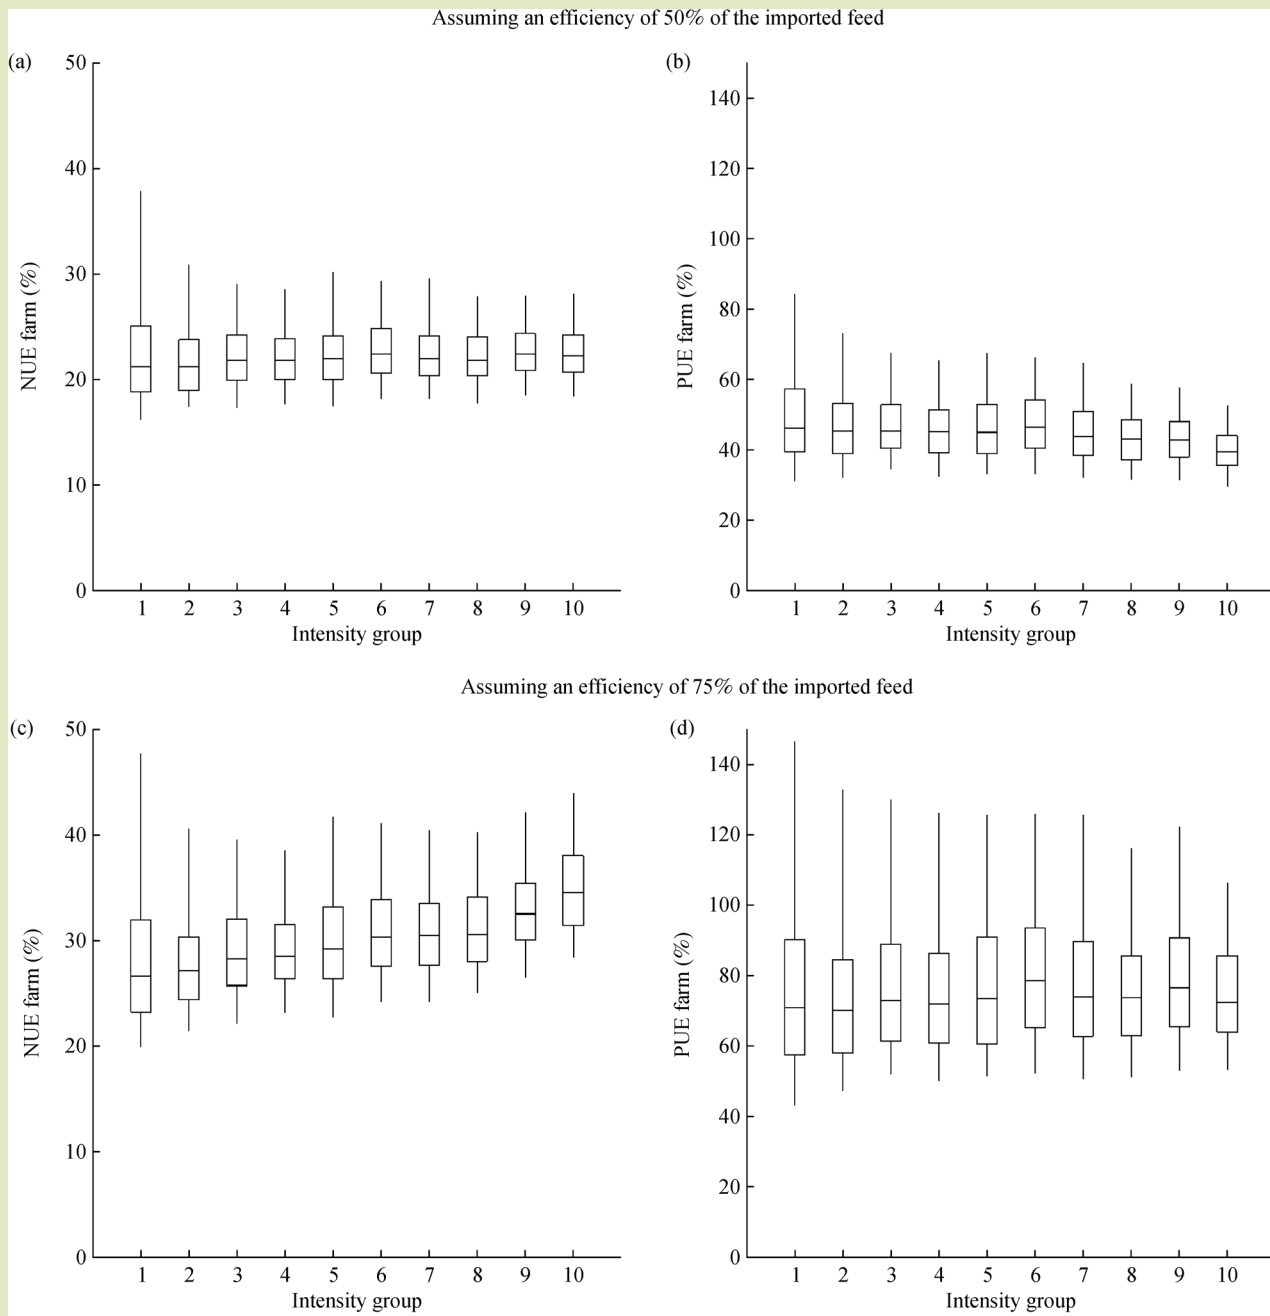 Assuming an efficiency of 50% of the imported feed
(a)
50
40
30
20
10
0
NUE farm (%)
1 2 3 4 5 6 7 8 9 10
Intensity group
(b)
140
120
100
80
60
40
20
0
PUE farm (%)
1 2 3 4 5 6 7 8 9 10
Intensity group
Assuming an efficiency of 75% of the imported feed
(c)
50
40
30
20
10
0
NUE farm (%)
1 2 3 4 5 6 7 8 9 10
Intensity group
(d)
140
120
100
80
60
40
20
0
PUE farm (%)
1 2 3 4 5 6 7 8 9 10
Intensity group